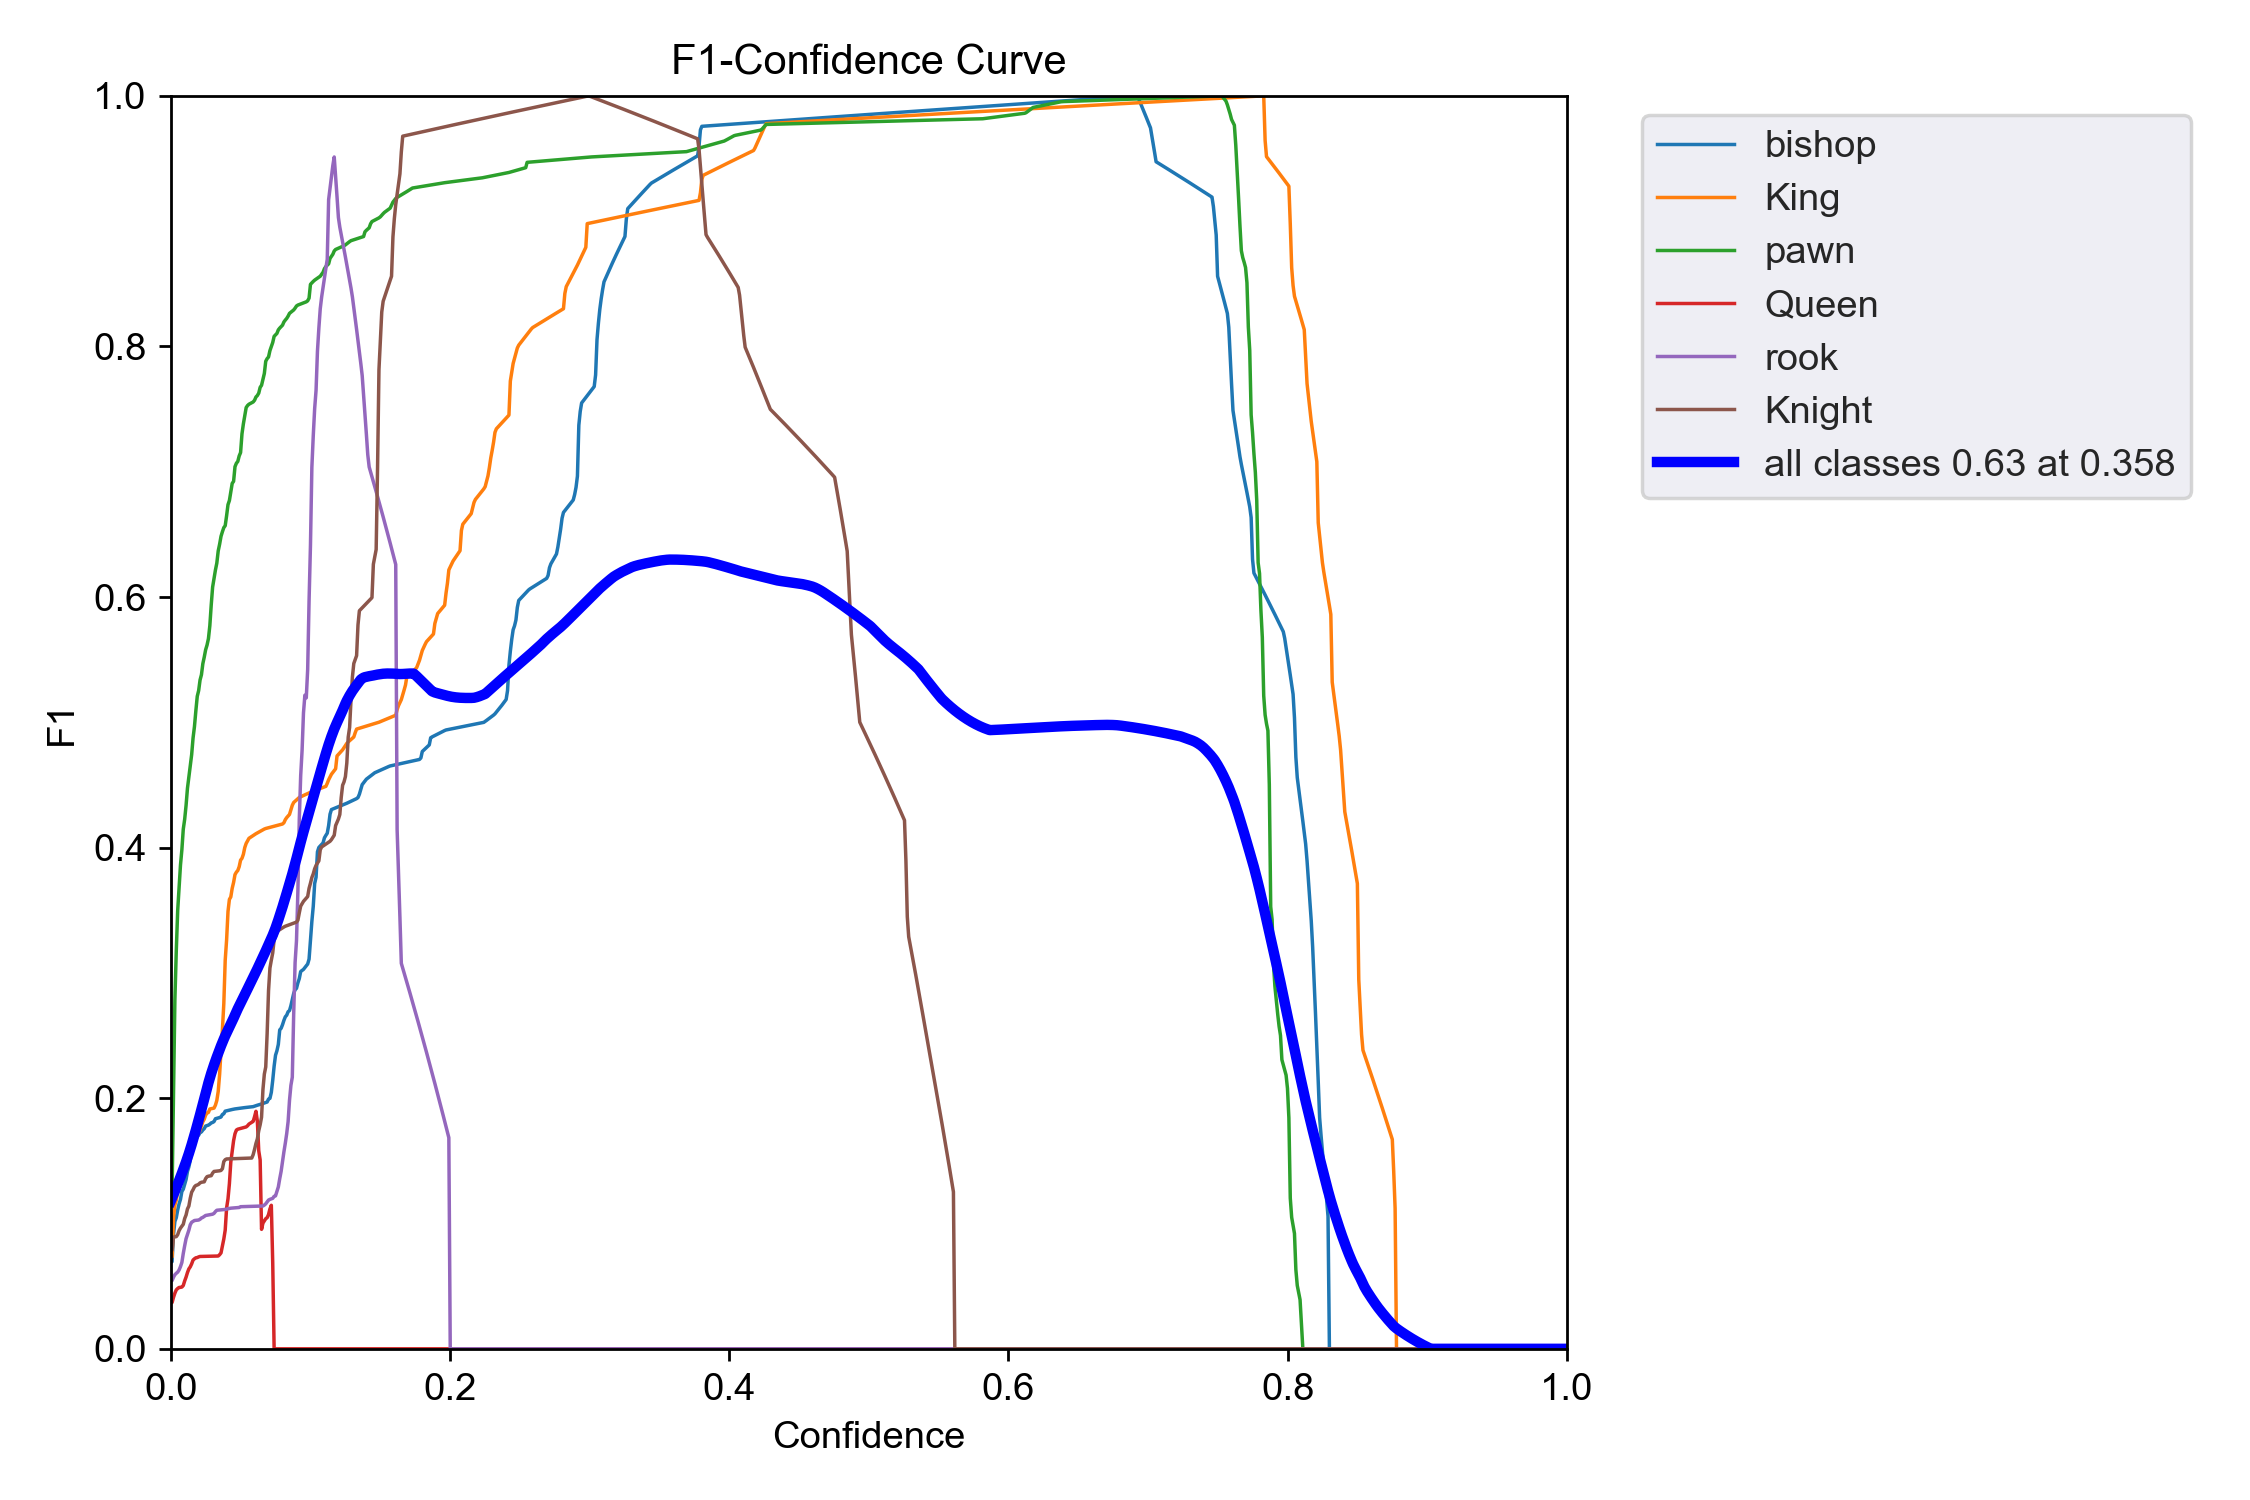 F1-Confidence Curve
1.0
0.8
0.6
0.4
0.2
0.0
F1
0.0 0.2 0.4 0.6 0.8 1.0
Confidence
bishop
King
pawn
Queen
rook
Knight
all classes 0.63 at 0.358